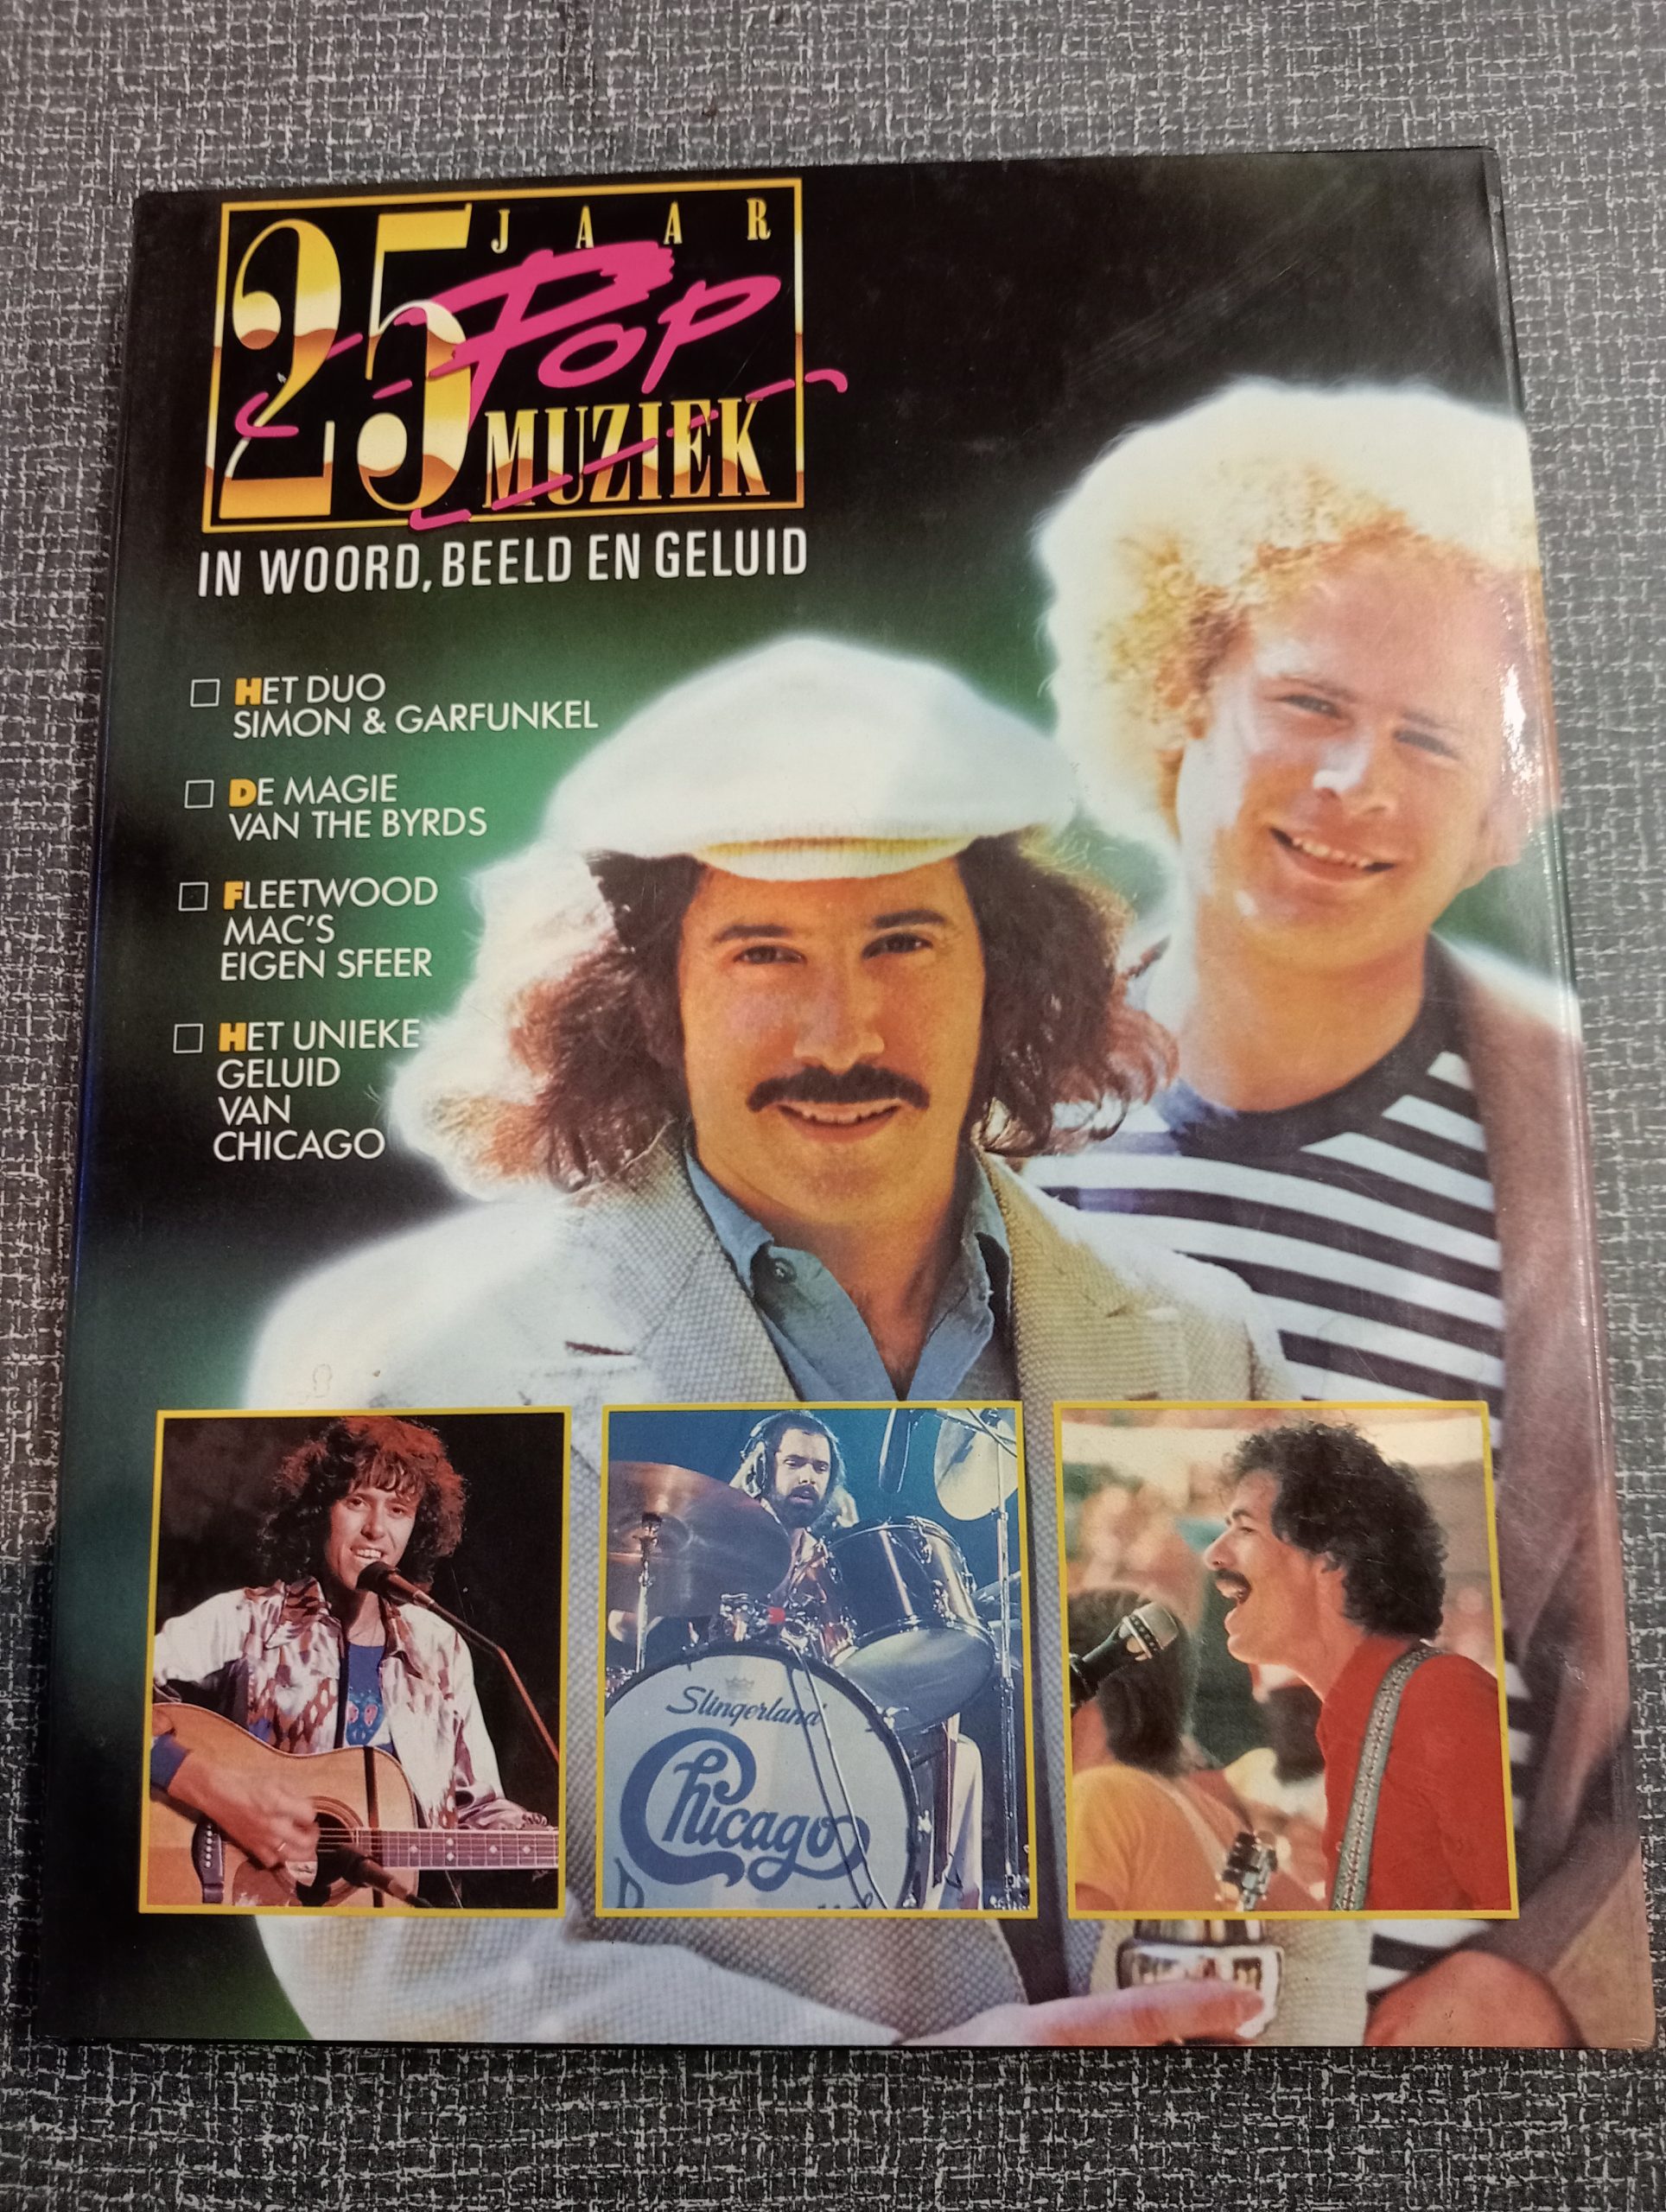 25 JAAR
Pop
MUZIEK
IN WOORD, BEELD EN GELUID
HET DUO
SIMON & GARFUNKEL
DE MAGIE
VAN THE BYRDS
FLEETWOOD
MAC'S
EIGEN SFEER
HET UNIEKE
GELUID
VAN
CHICAGO
Slingerland
Chicago